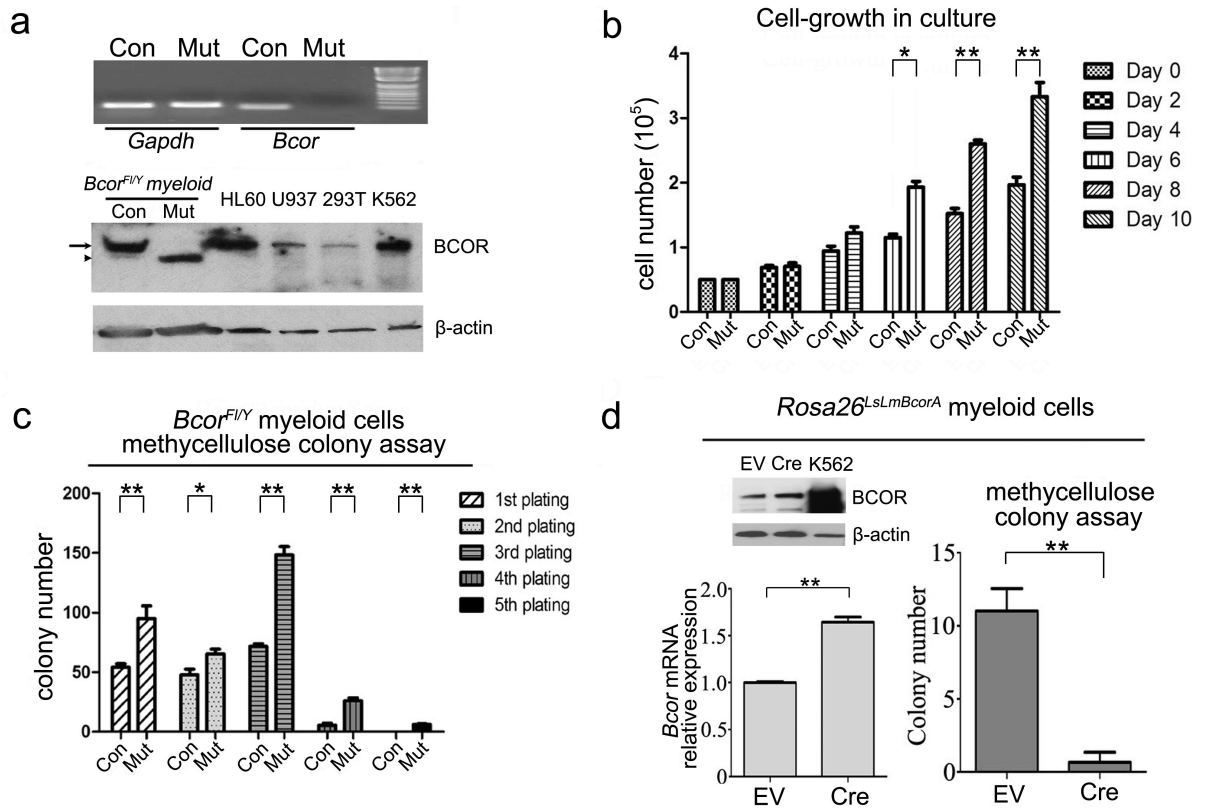 a
Con Mut Con Mut
Gapdh Bcor
BcorFl/Y myeloid
Con Mut HL60 U937 293T K562
BCOR
β-actin
b
Cell-growth in culture
cell number (10^5)
4
3
2
1
0
Con Mut Con Mut Con Mut Con Mut Con Mut Con Mut
* ** **
Day 0
Day 2
Day 4
Day 6
Day 8
Day 10
c
BcorFl/Y myeloid cells
methycellulose colony assay
colony number
200
150
100
50
0
** * ** ** **
Con Mut Con Mut Con Mut Con Mut Con Mut
1st plating
2nd plating
3rd plating
4th plating
5th plating
d
Rosa26LsLmBcorA myeloid cells
EV Cre K562
BCOR
β-actin
Bcor mRNA
relative expression
2.0
1.5
1.0
0.5
0
**
EV Cre
methycellulose
colony assay
Colony number
15
10
5
0
**
EV Cre